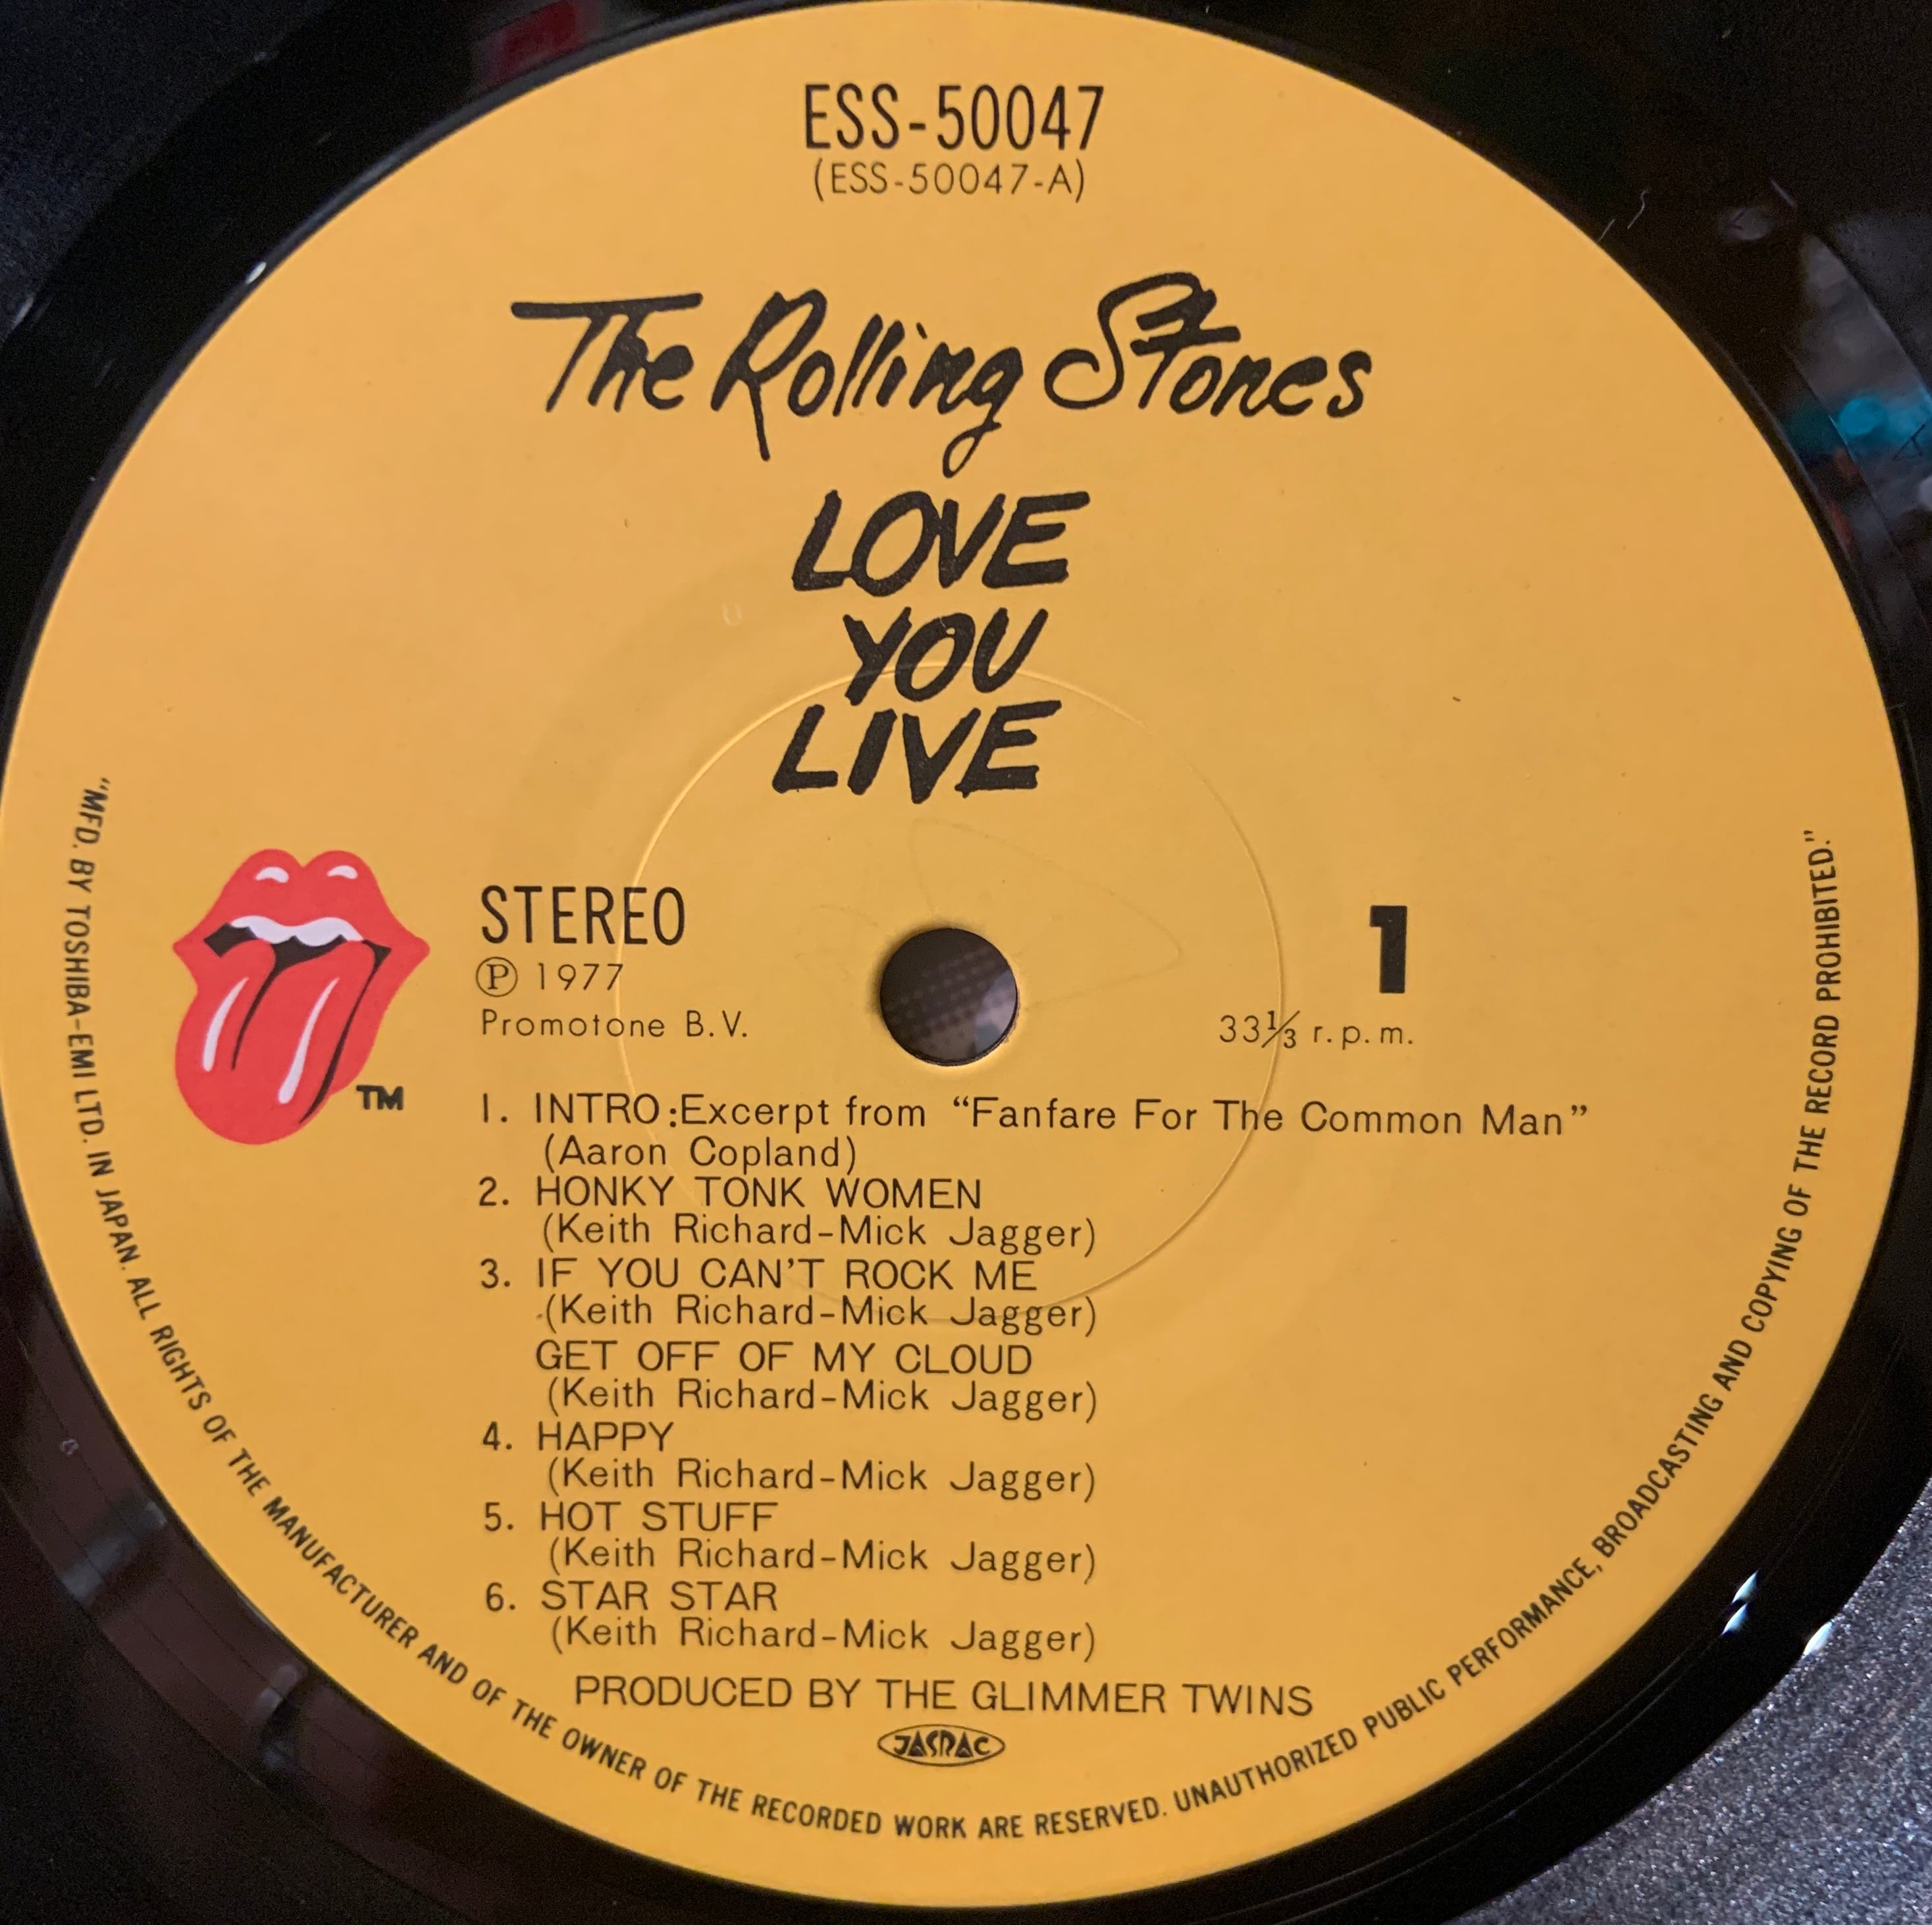 ESS-50047
(ESS-50047-A)
The Rolling Stones
LOVE
YOU
LIVE
STEREO
Ⓟ 1977
Promotone B.V.
1
33⅓ r.p.m.
TM
1. INTRO:Excerpt from “Fanfare For The Common Man”
(Aaron Copland)
2. HONKY TONK WOMEN
(Keith Richard-Mick Jagger)
3. IF YOU CAN'T ROCK ME
(Keith Richard-Mick Jagger)
GET OFF OF MY CLOUD
(Keith Richard-Mick Jagger)
4. HAPPY
(Keith Richard-Mick Jagger)
5. HOT STUFF
(Keith Richard-Mick Jagger)
6. STAR STAR
(Keith Richard-Mick Jagger)
PRODUCED BY THE GLIMMER TWINS
JASRAC
“MFD. BY TOSHIBA-EMI LTD. IN JAPAN. ALL RIGHTS OF THE MANUFACTURER AND OF THE OWNER OF THE RECORDED WORK ARE RESERVED. UNAUTHORIZED PUBLIC PERFORMANCE, BROADCASTING AND COPYING OF THE RECORD PROHIBITED.”